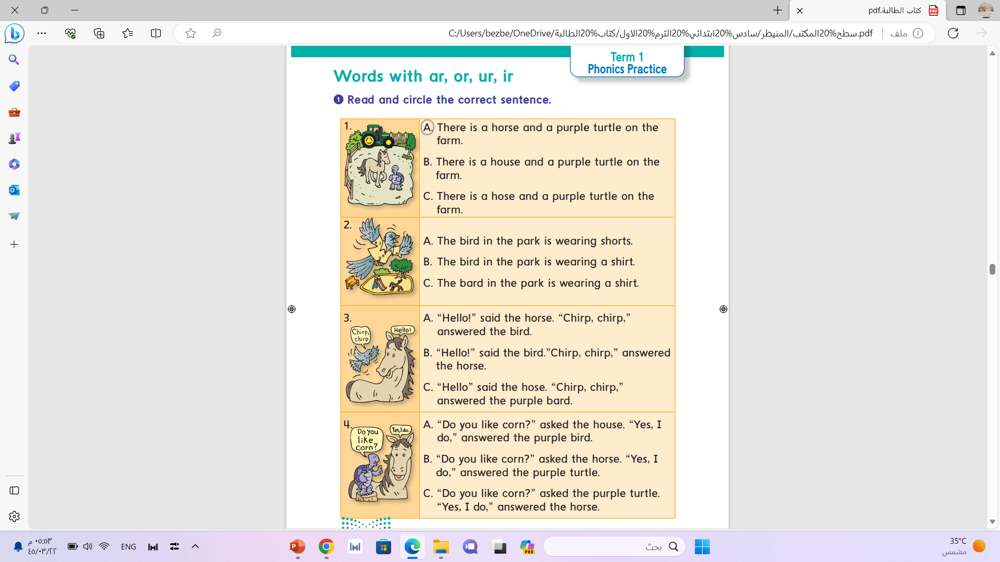 كتاب الطالبة.pdf
C:/Users/bezbe/OneDrive/سطح%20المكتب/المنيظر/سادس%20ابتدائي%20الترم%20الاول/كتاب%20الطالبة.pdf
ملف
Term 1
Phonics Practice
Words with ar, or, ur, ir
1 Read and circle the correct sentence.
1.
A. There is a horse and a purple turtle on the
farm.
B. There is a house and a purple turtle on the
farm.
C. There is a hose and a purple turtle on the
farm.
2.
A. The bird in the park is wearing shorts.
B. The bird in the park is wearing a shirt.
C. The bard in the park is wearing a shirt.
3.
Chirp,
chirp
Hello!
A. “Hello!” said the horse. “Chirp, chirp,”
answered the bird.
B. “Hello!” said the bird.”Chirp, chirp,” answered
the horse.
C. “Hello” said the hose. “Chirp, chirp,”
answered the purple bard.
4.
Do you
like
corn?
Yes, I do.
A. “Do you like corn?” asked the house. “Yes, I
do,” answered the purple bird.
B. “Do you like corn?” asked the horse. “Yes, I
do,” answered the purple turtle.
C. “Do you like corn?” asked the purple turtle.
“Yes, I do,” answered the horse.
٠٥:٥٣ م
٤٥/٠٣/٢٢
ENG
PRE
بحث
35°C
مشمس